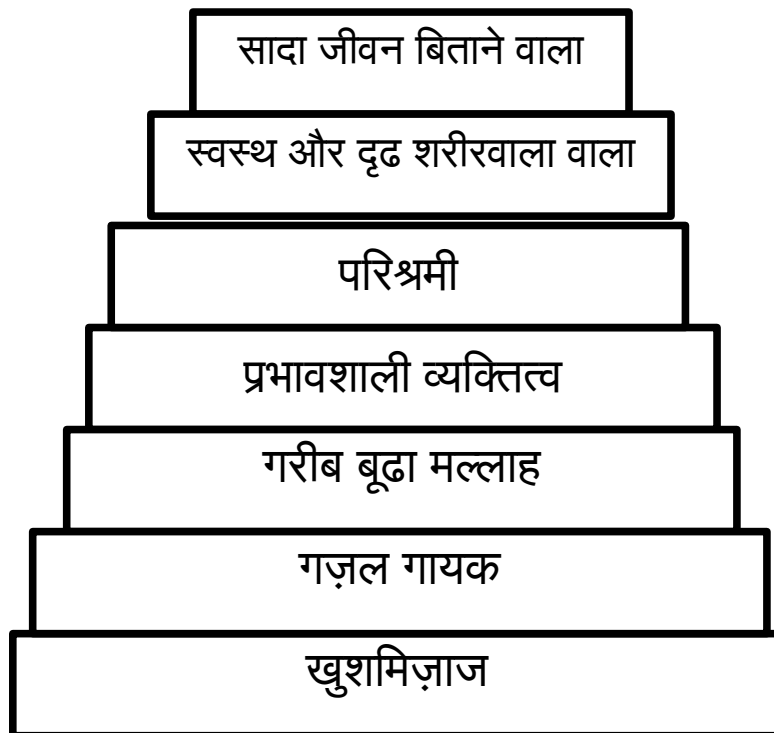 सादा जीवन बिताने वाला
स्वस्थ और दृढ शरीरवाला वाला
परिश्रमी
प्रभावशाली व्यक्तित्व
गरीब बूढा मल्लाह
गज़ल गायक
खुशमिज़ाज